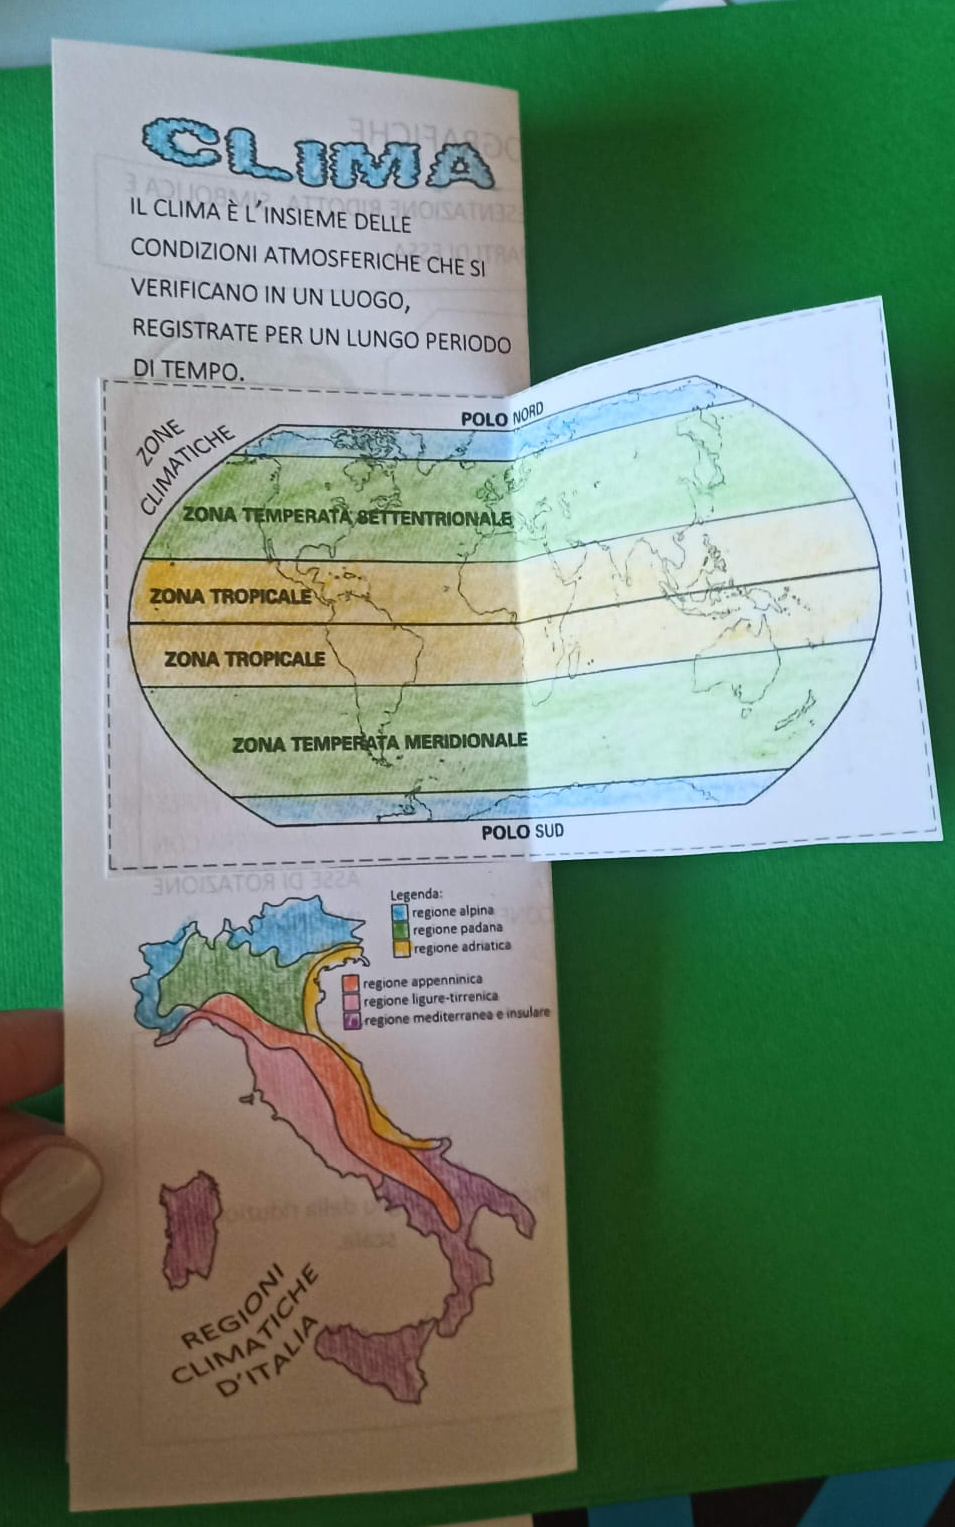 CLIMA
IL CLIMA È L'INSIEME DELLE
CONDIZIONI ATMOSFERICHE CHE SI
VERIFICANO IN UN LUOGO,
REGISTRATE PER UN LUNGO PERIODO
DI TEMPO.
ZONE
CLIMATICHE
POLO NORD
ZONA TEMPERATA SETTENTRIONALE
ZONA TROPICALE
ZONA TROPICALE
ZONA TEMPERATA MERIDIONALE
POLO SUD
Legenda:
regione alpina
regione padana
regione adriatica
regione appenninica
regione ligure-tirrenica
regione mediterranea e insulare
REGIONI
CLIMATICHE
D'ITALIA